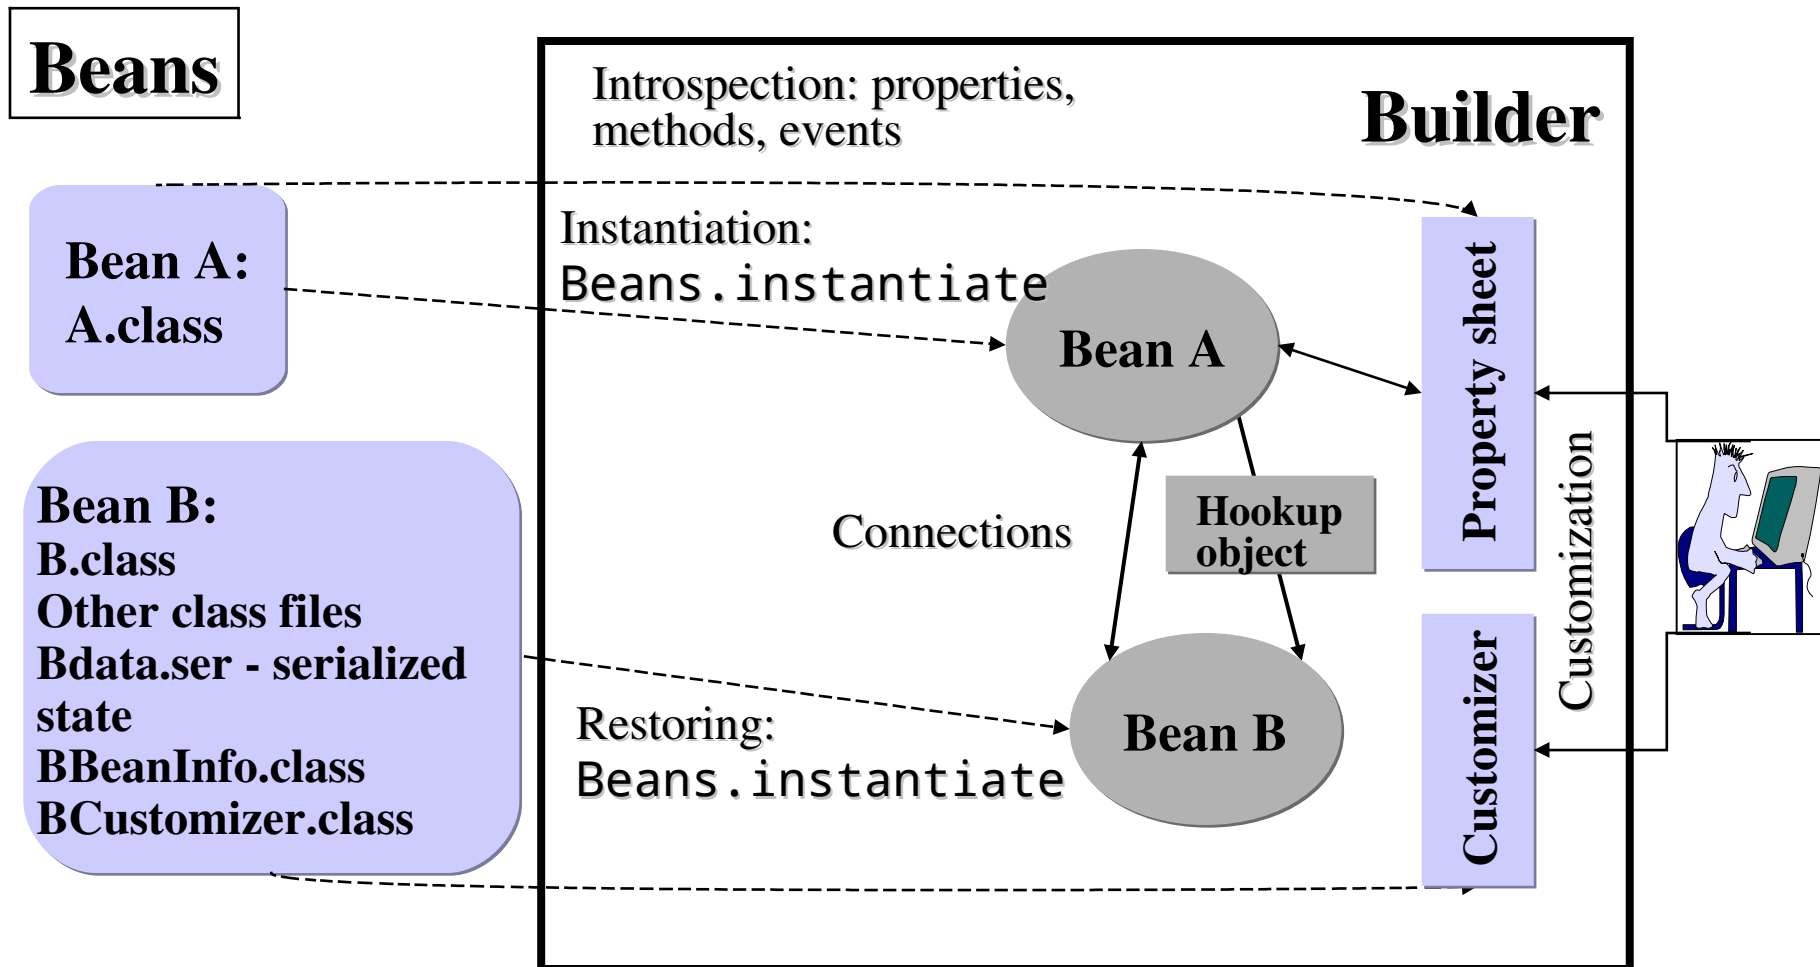 Beans
Introspection: properties,
methods, events
Builder
Bean A:
A.class
Instantiation:
Beans.instantiate
Bean A
Property sheet
Bean B:
B.class
Other class files
Bdata.ser - serialized
state
BBeanInfo.class
BCustomizer.class
Connections
Hookup
object
Customization
Restoring:
Beans.instantiate
Bean B
Customizer